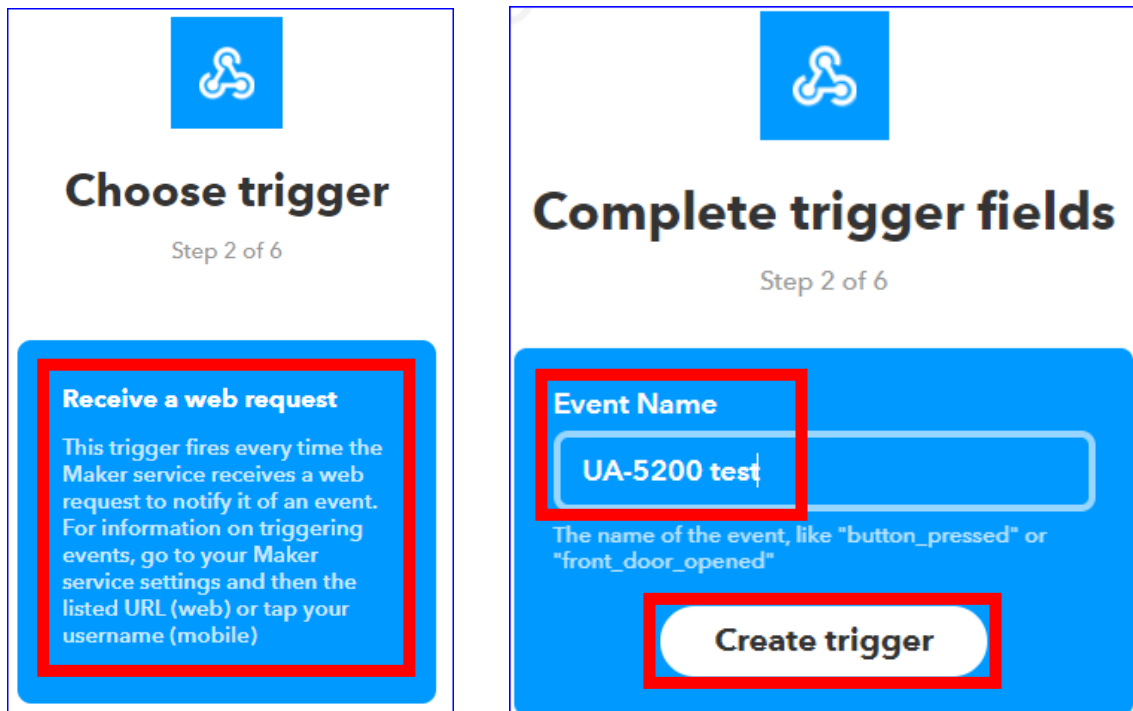 Choose trigger
Step 2 of 6
Receive a web request
This trigger fires every time the
Maker service receives a web
request to notify it of an event.
For information on triggering
events, go to your Maker
service settings and then the
listed URL (web) or tap your
username (mobile)
Complete trigger fields
Step 2 of 6
Event Name
UA-5200 test
The name of the event, like "button_pressed" or
"front_door_opened"
Create trigger